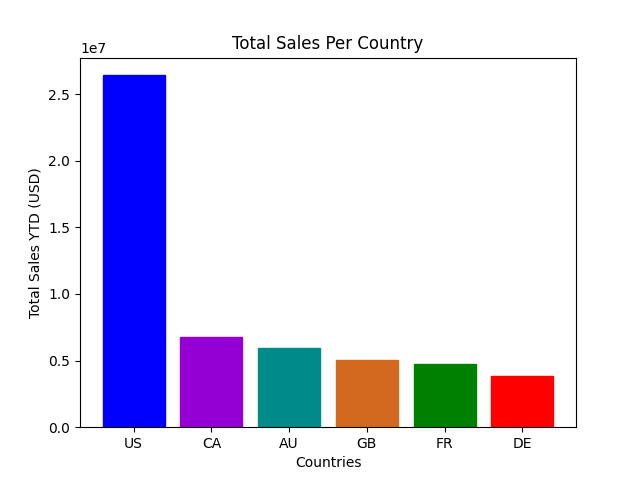 Total Sales Per Country
1e7
Total Sales YTD (USD)
2.5
2.0
1.5
1.0
0.5
0.0
US CA AU GB FR DE
Countries